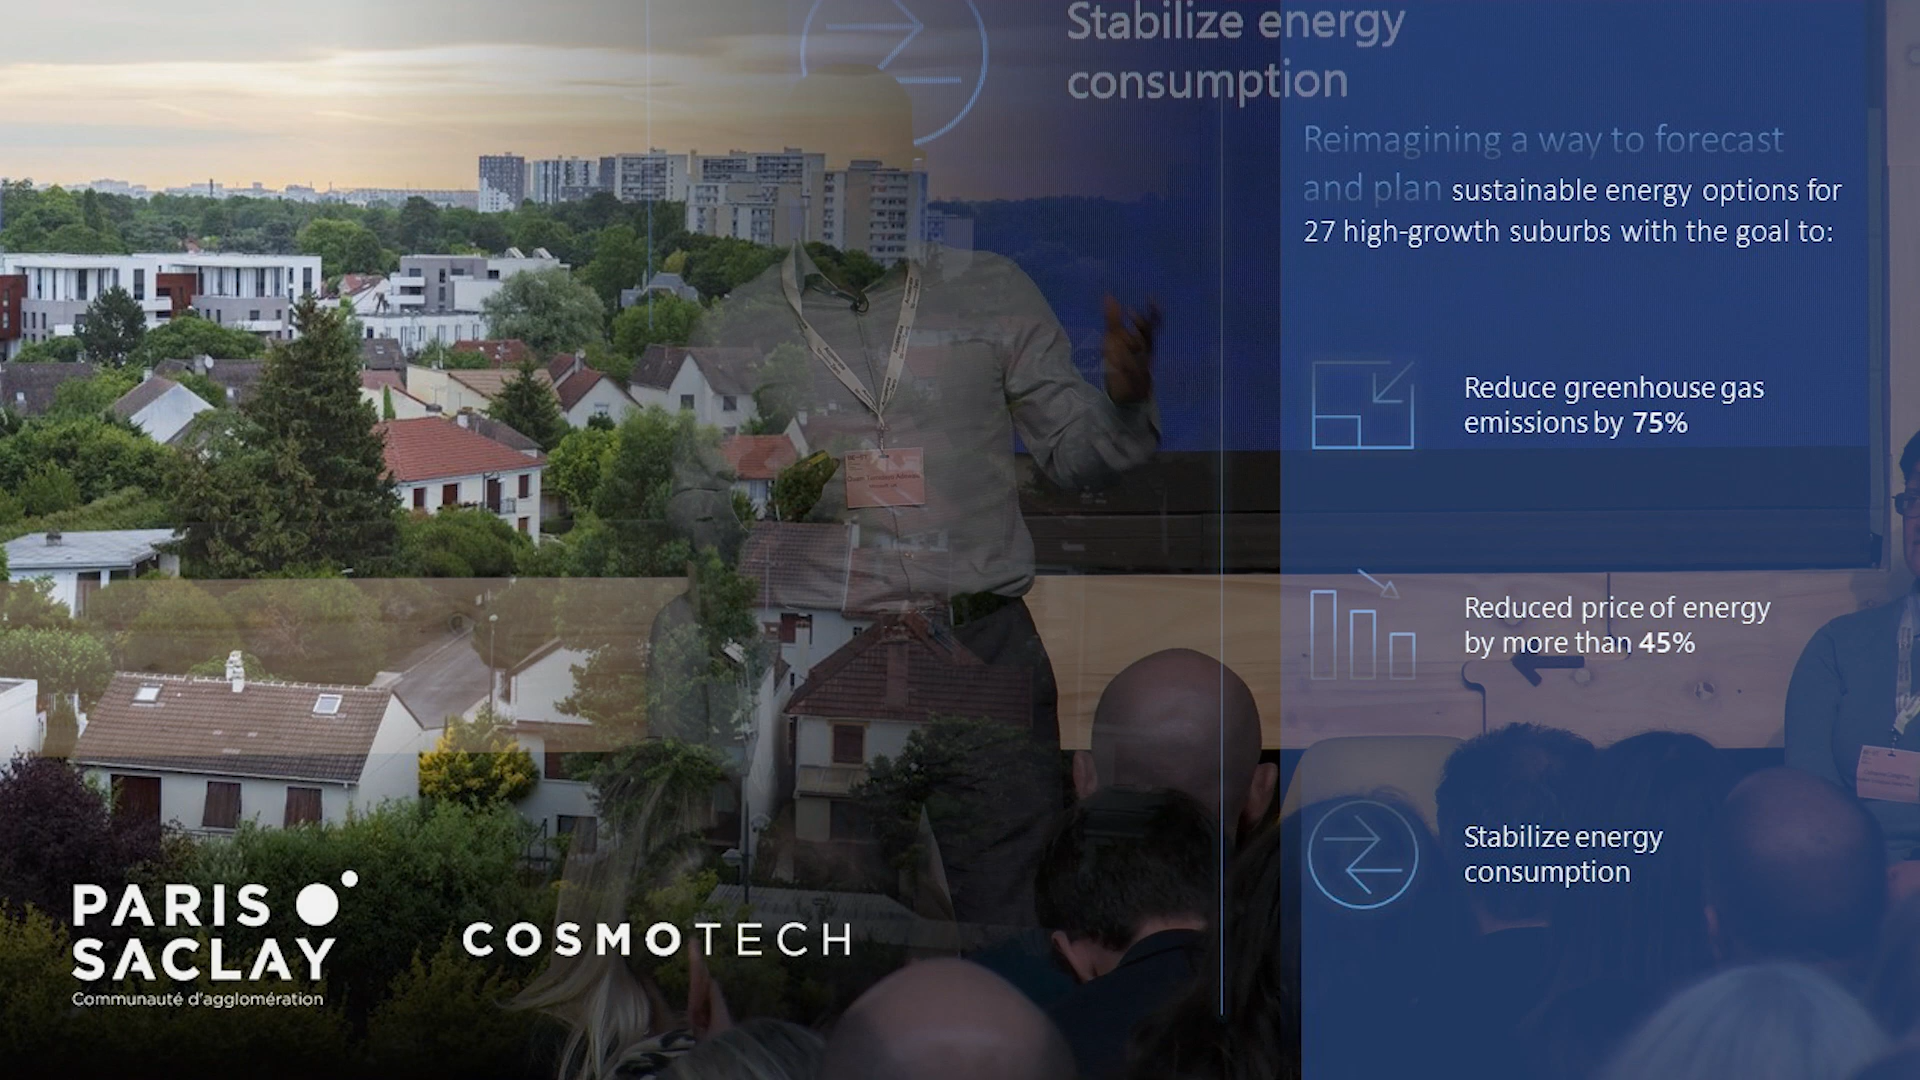 Stabilize energy
consumption
Reimagining a way to forecast
and plan sustainable energy options for
27 high-growth suburbs with the goal to:
Reduce greenhouse gas
emissions by 75%
Reduced price of energy
by more than 45%
Stabilize energy
consumption
PARIS
SACLAY
Communauté d'agglomération
COSMOTECH